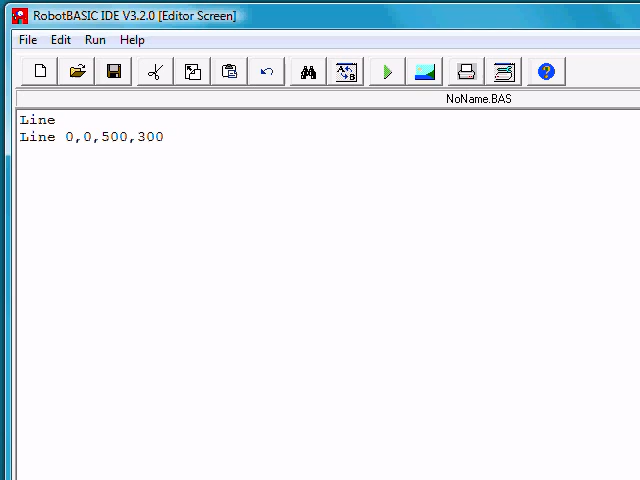 RobotBASIC IDE V3.2.0 [Editor Screen]
File Edit Run Help
A B
NoName.BAS
Line
Line 0,0,500,300